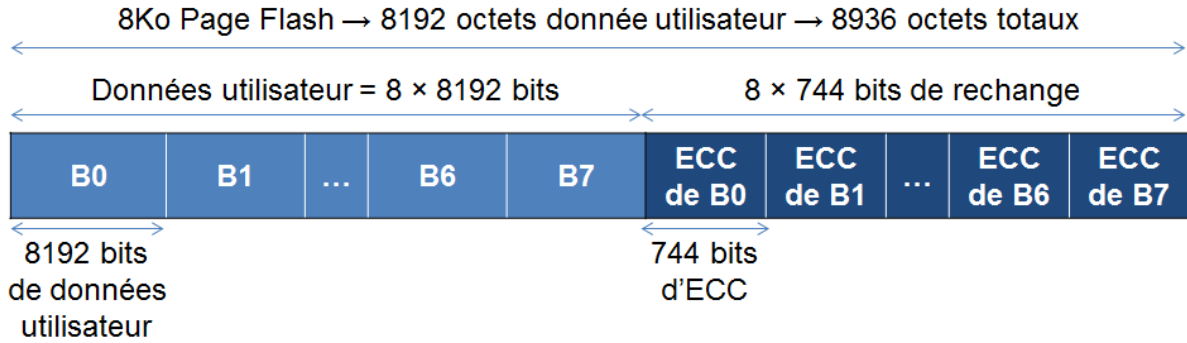 8Ko Page Flash → 8192 octets donnée utilisateur → 8936 octets totaux
Données utilisateur = 8 × 8192 bits
8 × 744 bits de rechange
B0
B1
...
B6
B7
ECC
de B0
ECC
de B1
...
ECC
de B6
ECC
de B7
8192 bits
de données
utilisateur
744 bits
d'ECC